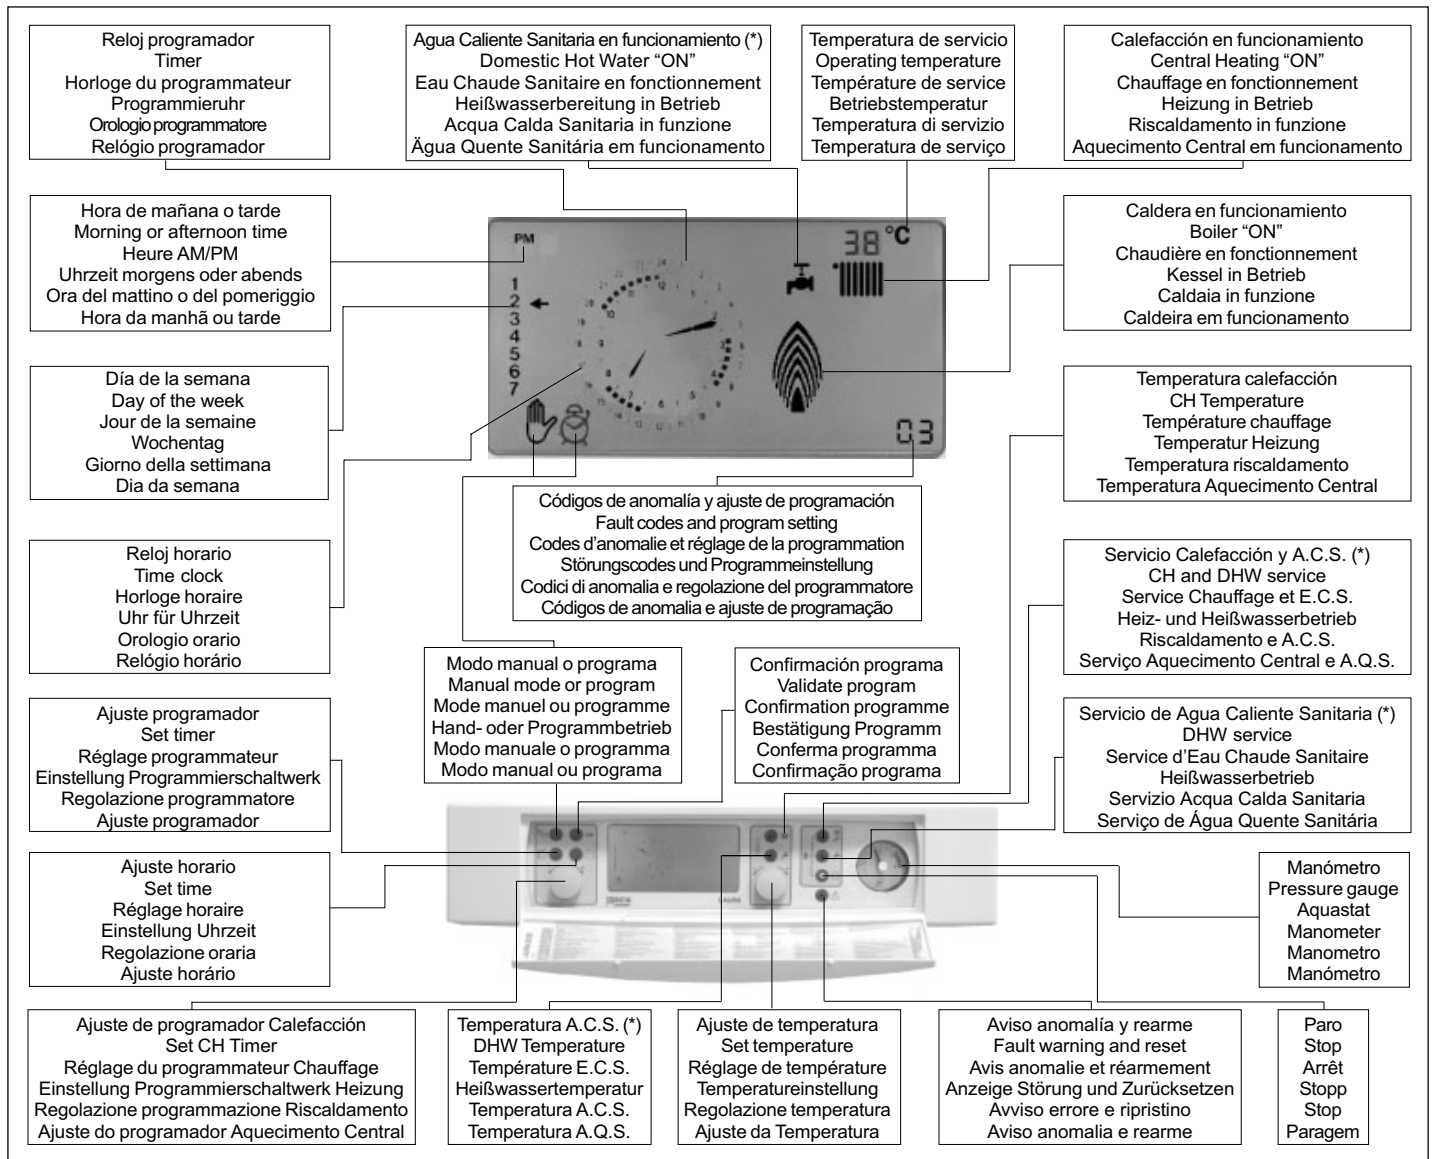 Reloj programador
Timer
Horloge du programmateur
Programmieruhr
Orologio programmatore
Relógio programador
Agua Caliente Sanitaria en funcionamiento (*)
Domestic Hot Water “ON”
Eau Chaude Sanitaire en fonctionnement
Heißwasserbereitung in Betrieb
Acqua Calda Sanitaria in funzione
Ägua Quente Sanitária em funcionamento
Temperatura de servicio
Operating temperature
Température de service
Betriebstemperatur
Temperatura di servizio
Temperatura de serviço
Calefacción en funcionamiento
Central Heating “ON”
Chauffage en fonctionnement
Heizung in Betrieb
Riscaldamento in funzione
Aquecimento Central em funcionamento
Hora de mañana o tarde
Morning or afternoon time
Heure AM/PM
Uhrzeit morgens oder abends
Ora del mattino o del pomeriggio
Hora da manhã ou tarde
PM
38 °C
1
2
3
4
5
6
7
03
Caldera en funcionamiento
Boiler “ON”
Chaudière en fonctionnement
Kessel in Betrieb
Caldaia in funzione
Caldeira em funcionamento
Día de la semana
Day of the week
Jour de la semaine
Wochentag
Giorno della settimana
Dia da semana
Temperatura calefacción
CH Temperature
Température chauffage
Temperatur Heizung
Temperatura riscaldamento
Temperatura Aquecimento Central
Códigos de anomalía y ajuste de programación
Fault codes and program setting
Codes d’anomalie et réglage de la programmation
Störungscodes und Programmeinstellung
Codici di anomalia e regolazione del programmatore
Códigos de anomalia e ajuste de programação
Reloj horario
Time clock
Horloge horaire
Uhr für Uhrzeit
Orologio orario
Relógio horário
Servicio Calefacción y A.C.S. (*)
CH and DHW service
Service Chauffage et E.C.S.
Heiz- und Heißwasserbetrieb
Riscaldamento e A.C.S.
Serviço Aquecimento Central e A.Q.S.
Modo manual o programa
Manual mode or program
Mode manuel ou programme
Hand- oder Programmbetrieb
Modo manuale o programma
Modo manual ou programa
Confirmación programa
Validate program
Confirmation programme
Bestätigung Programm
Conferma programma
Confirmação programa
Ajuste programador
Set timer
Réglage programmateur
Einstellung Programmierschaltwerk
Regolazione programmatore
Ajuste programador
Servicio de Agua Caliente Sanitaria (*)
DHW service
Service d’Eau Chaude Sanitaire
Heißwasserbetrieb
Servizio Acqua Calda Sanitaria
Serviço de Água Quente Sanitária
Ajuste horario
Set time
Réglage horaire
Einstellung Uhrzeit
Regolazione oraria
Ajuste horário
Manómetro
Pressure gauge
Aquastat
Manometer
Manometro
Manómetro
Ajuste de programador Calefacción
Set CH Timer
Réglage du programmateur Chauffage
Einstellung Programmierschaltwerk Heizung
Regolazione programmazione Riscaldamento
Ajuste do programador Aquecimento Central
Temperatura A.C.S. (*)
DHW Temperature
Température E.C.S.
Heißwassertemperatur
Temperatura A.C.S.
Temperatura A.Q.S.
Ajuste de temperatura
Set temperature
Réglage de température
Temperatureinstellung
Regolazione temperatura
Ajuste da Temperatura
Aviso anomalía y rearme
Fault warning and reset
Avis anomalie et réarmement
Anzeige Störung und Zurücksetzen
Avviso errore e ripristino
Aviso anomalia e rearme
Paro
Stop
Arrêt
Stopp
Stop
Paragem